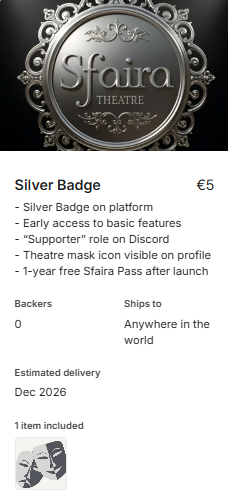 Sfaira
THEATRE
Silver Badge €5
- Silver Badge on platform
- Early access to basic features
- “Supporter” role on Discord
- Theatre mask icon visible on profile
- 1-year free Sfaira Pass after launch
Backers Ships to
0 Anywhere in the
world
Estimated delivery
Dec 2026
1 item included